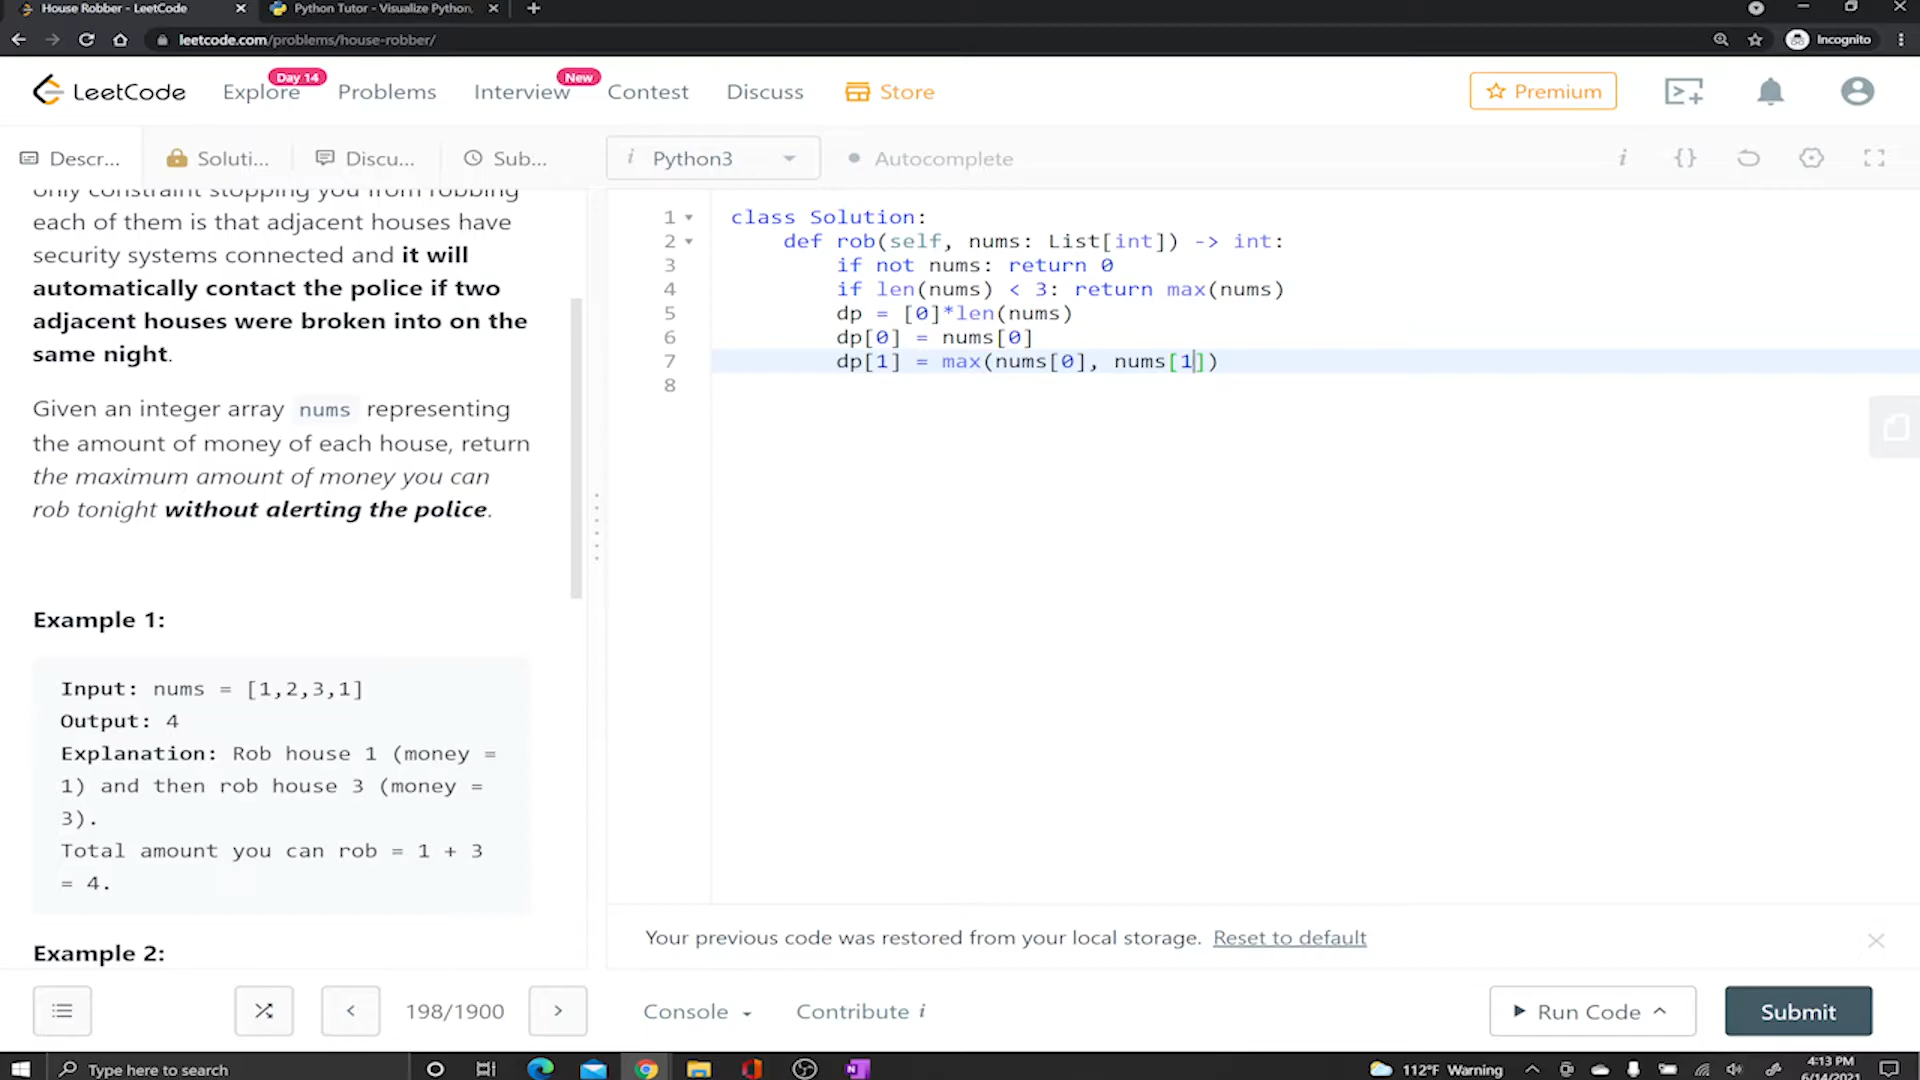 House Robber - LeetCode
Python Tutor - Visualize Python,
leetcode.com/problems/house-robber/
Incognito
LeetCode
Explore
Day 14
Problems
Interview
New
Contest
Discuss
Store
Premium
Descr...
Soluti...
Discu...
Sub...
i Python3
Autocomplete
i {}
only constraint stopping you from robbing
each of them is that adjacent houses have
security systems connected and it will
automatically contact the police if two
adjacent houses were broken into on the
same night.
Given an integer array nums representing
the amount of money of each house, return
the maximum amount of money you can
rob tonight without alerting the police.
Example 1:
Input: nums = [1,2,3,1]
Output: 4
Explanation: Rob house 1 (money =
1) and then rob house 3 (money =
3).
Total amount you can rob = 1 + 3
= 4.
Example 2:
1 class Solution:
2 def rob(self, nums: List[int]) -> int:
3 if not nums: return 0
4 if len(nums) < 3: return max(nums)
5 dp = [0]*len(nums)
6 dp[0] = nums[0]
7 dp[1] = max(nums[0], nums[1])
8
Your previous code was restored from your local storage. Reset to default
198/1900
Console
Contribute i
Run Code
Submit
Type here to search
112°F Warning
4:13 PM
6/14/2021